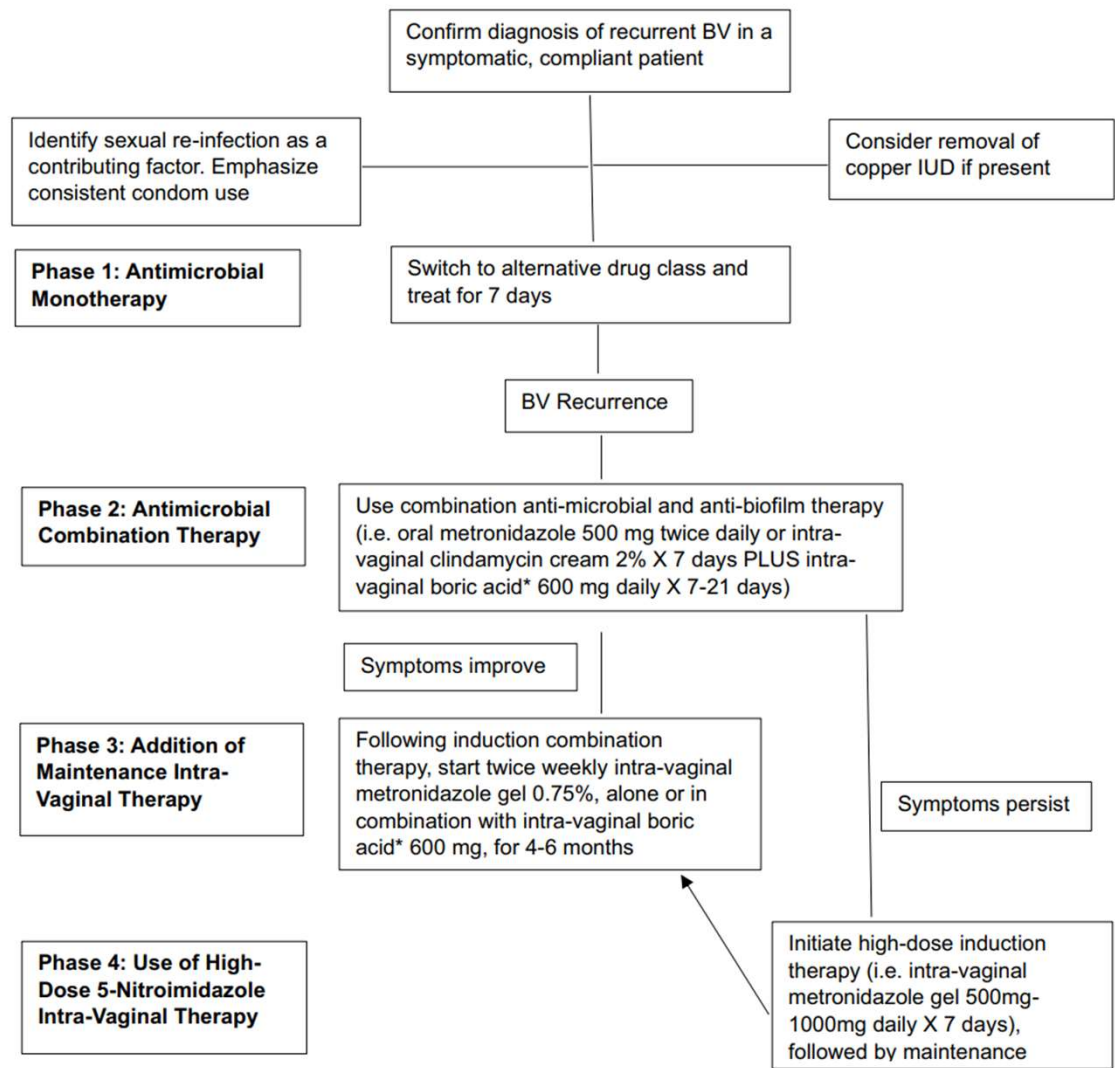 Confirm diagnosis of recurrent BV in a
symptomatic, compliant patient
Identify sexual re-infection as a
contributing factor. Emphasize
consistent condom use
Consider removal of
copper IUD if present
Phase 1: Antimicrobial
Monotherapy
Switch to alternative drug class and
treat for 7 days
BV Recurrence
Phase 2: Antimicrobial
Combination Therapy
Use combination anti-microbial and anti-biofilm therapy
(i.e. oral metronidazole 500 mg twice daily or intra-
vaginal clindamycin cream 2% X 7 days PLUS intra-
vaginal boric acid* 600 mg daily X 7-21 days)
Symptoms improve
Phase 3: Addition of
Maintenance Intra-
Vaginal Therapy
Following induction combination
therapy, start twice weekly intra-vaginal
metronidazole gel 0.75%, alone or in
combination with intra-vaginal boric
acid* 600 mg, for 4-6 months
Symptoms persist
Phase 4: Use of High-
Dose 5-Nitroimidazole
Intra-Vaginal Therapy
Initiate high-dose induction
therapy (i.e. intra-vaginal
metronidazole gel 500mg-
1000mg daily X 7 days),
followed by maintenance